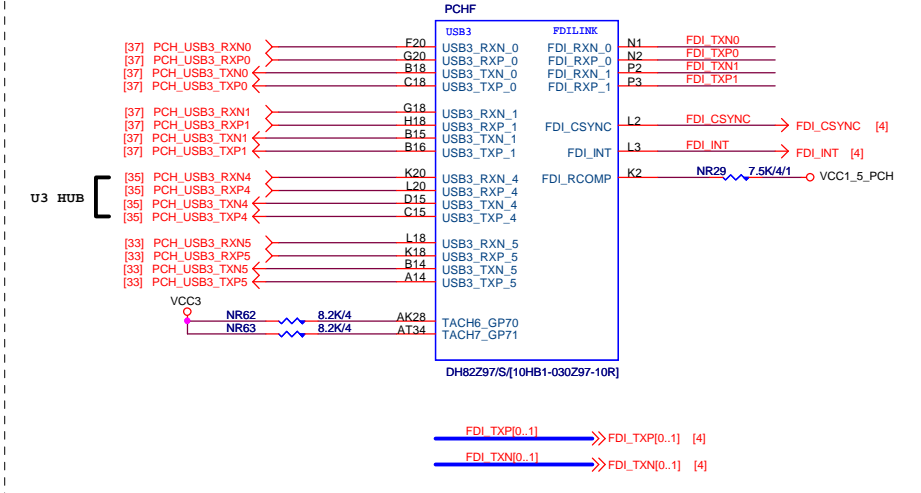 PCHF
USB3 FDILINK
[37] PCH_USB3_RXN0 F20 USB3_RXN_0 FDI_RXN_0 N1 FDI_TXN0
[37] PCH_USB3_RXP0 G20 USB3_RXP_0 FDI_RXP_0 N2 FDI_TXP0
[37] PCH_USB3_TXN0 B18 USB3_TXN_0 FDI_RXN_1 P2 FDI_TXN1
[37] PCH_USB3_TXP0 C18 USB3_TXP_0 FDI_RXP_1 P3 FDI_TXP1
[37] PCH_USB3_RXN1 G18 USB3_RXN_1
[37] PCH_USB3_RXP1 H18 USB3_RXP_1 FDI_CSYNC L2 FDI_CSYNC FDI_CSYNC [4]
[37] PCH_USB3_TXN1 B15 USB3_TXN_1
[37] PCH_USB3_TXP1 B16 USB3_TXP_1 FDI_INT L3 FDI_INT FDI_INT [4]
[35] PCH_USB3_RXN4 K20 USB3_RXN_4 FDI_RCOMP K2 NR29 7.5K/4/1 VCC1_5_PCH
[35] PCH_USB3_RXP4 L20 USB3_RXP_4
U3 HUB
[35] PCH_USB3_TXN4 D15 USB3_TXN_4
[35] PCH_USB3_TXP4 C15 USB3_TXP_4
[33] PCH_USB3_RXN5 L18 USB3_RXN_5
[33] PCH_USB3_RXP5 K18 USB3_RXP_5
[33] PCH_USB3_TXN5 B14 USB3_TXN_5
[33] PCH_USB3_TXP5 A14 USB3_TXP_5
VCC3
NR62 8.2K/4 AK28 TACH6_GP70
NR63 8.2K/4 AT34 TACH7_GP71
DH82Z97/S/[10HB1-030Z97-10R]
FDI_TXP[0..1] FDI_TXP[0..1] [4]
FDI_TXN[0..1] FDI_TXN[0..1] [4]